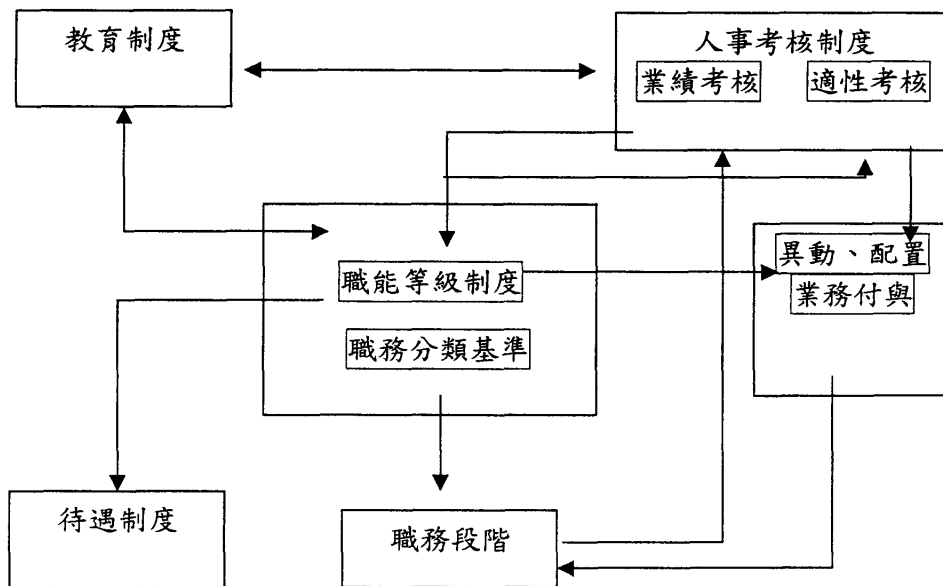 教育制度
人事考核制度
業績考核
適性考核
職能等級制度
職務分類基準
異動、配置
業務付與
待遇制度
職務段階